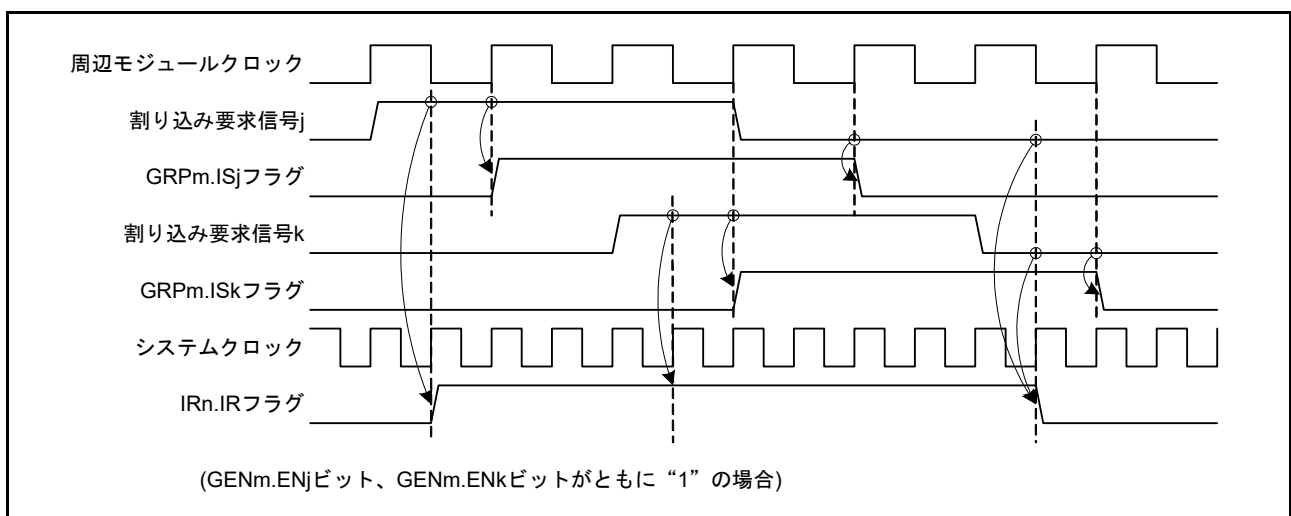 周辺モジュールクロック
割り込み要求信号j
GRPm.ISjフラグ
割り込み要求信号k
GRPm.ISkフラグ
システムクロック
IRn.IRフラグ
(GENm.ENjビット、GENm.ENkビットがともに“1”の場合)